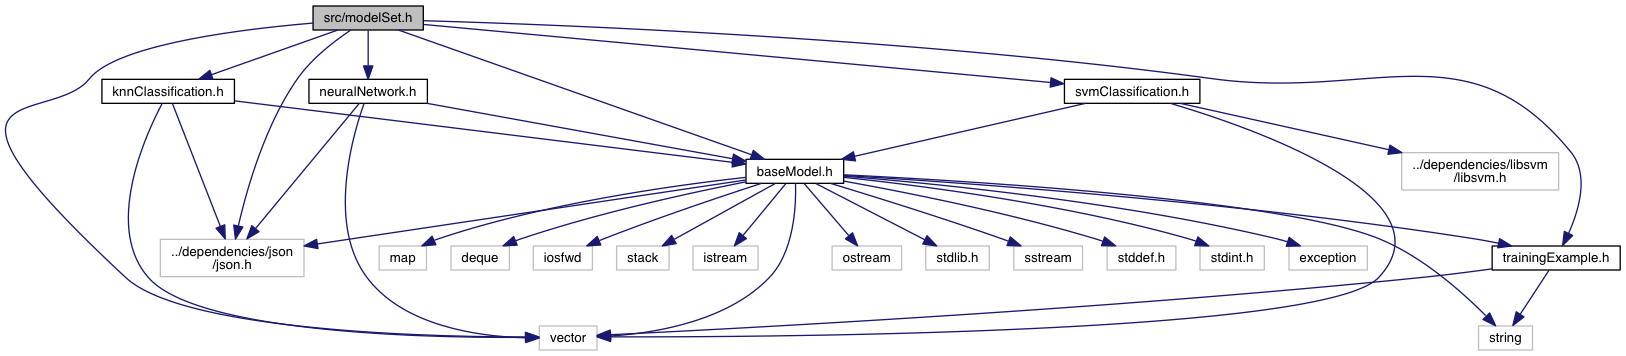 src/modelSet.h
knnClassification.h
neuralNetwork.h
svmClassification.h
baseModel.h
../dependencies/libsvm
/libsvm.h
../dependencies/json
/json.h
map
deque
iosfwd
stack
istream
ostream
stdlib.h
sstream
stddef.h
stdint.h
exception
trainingExample.h
vector
string